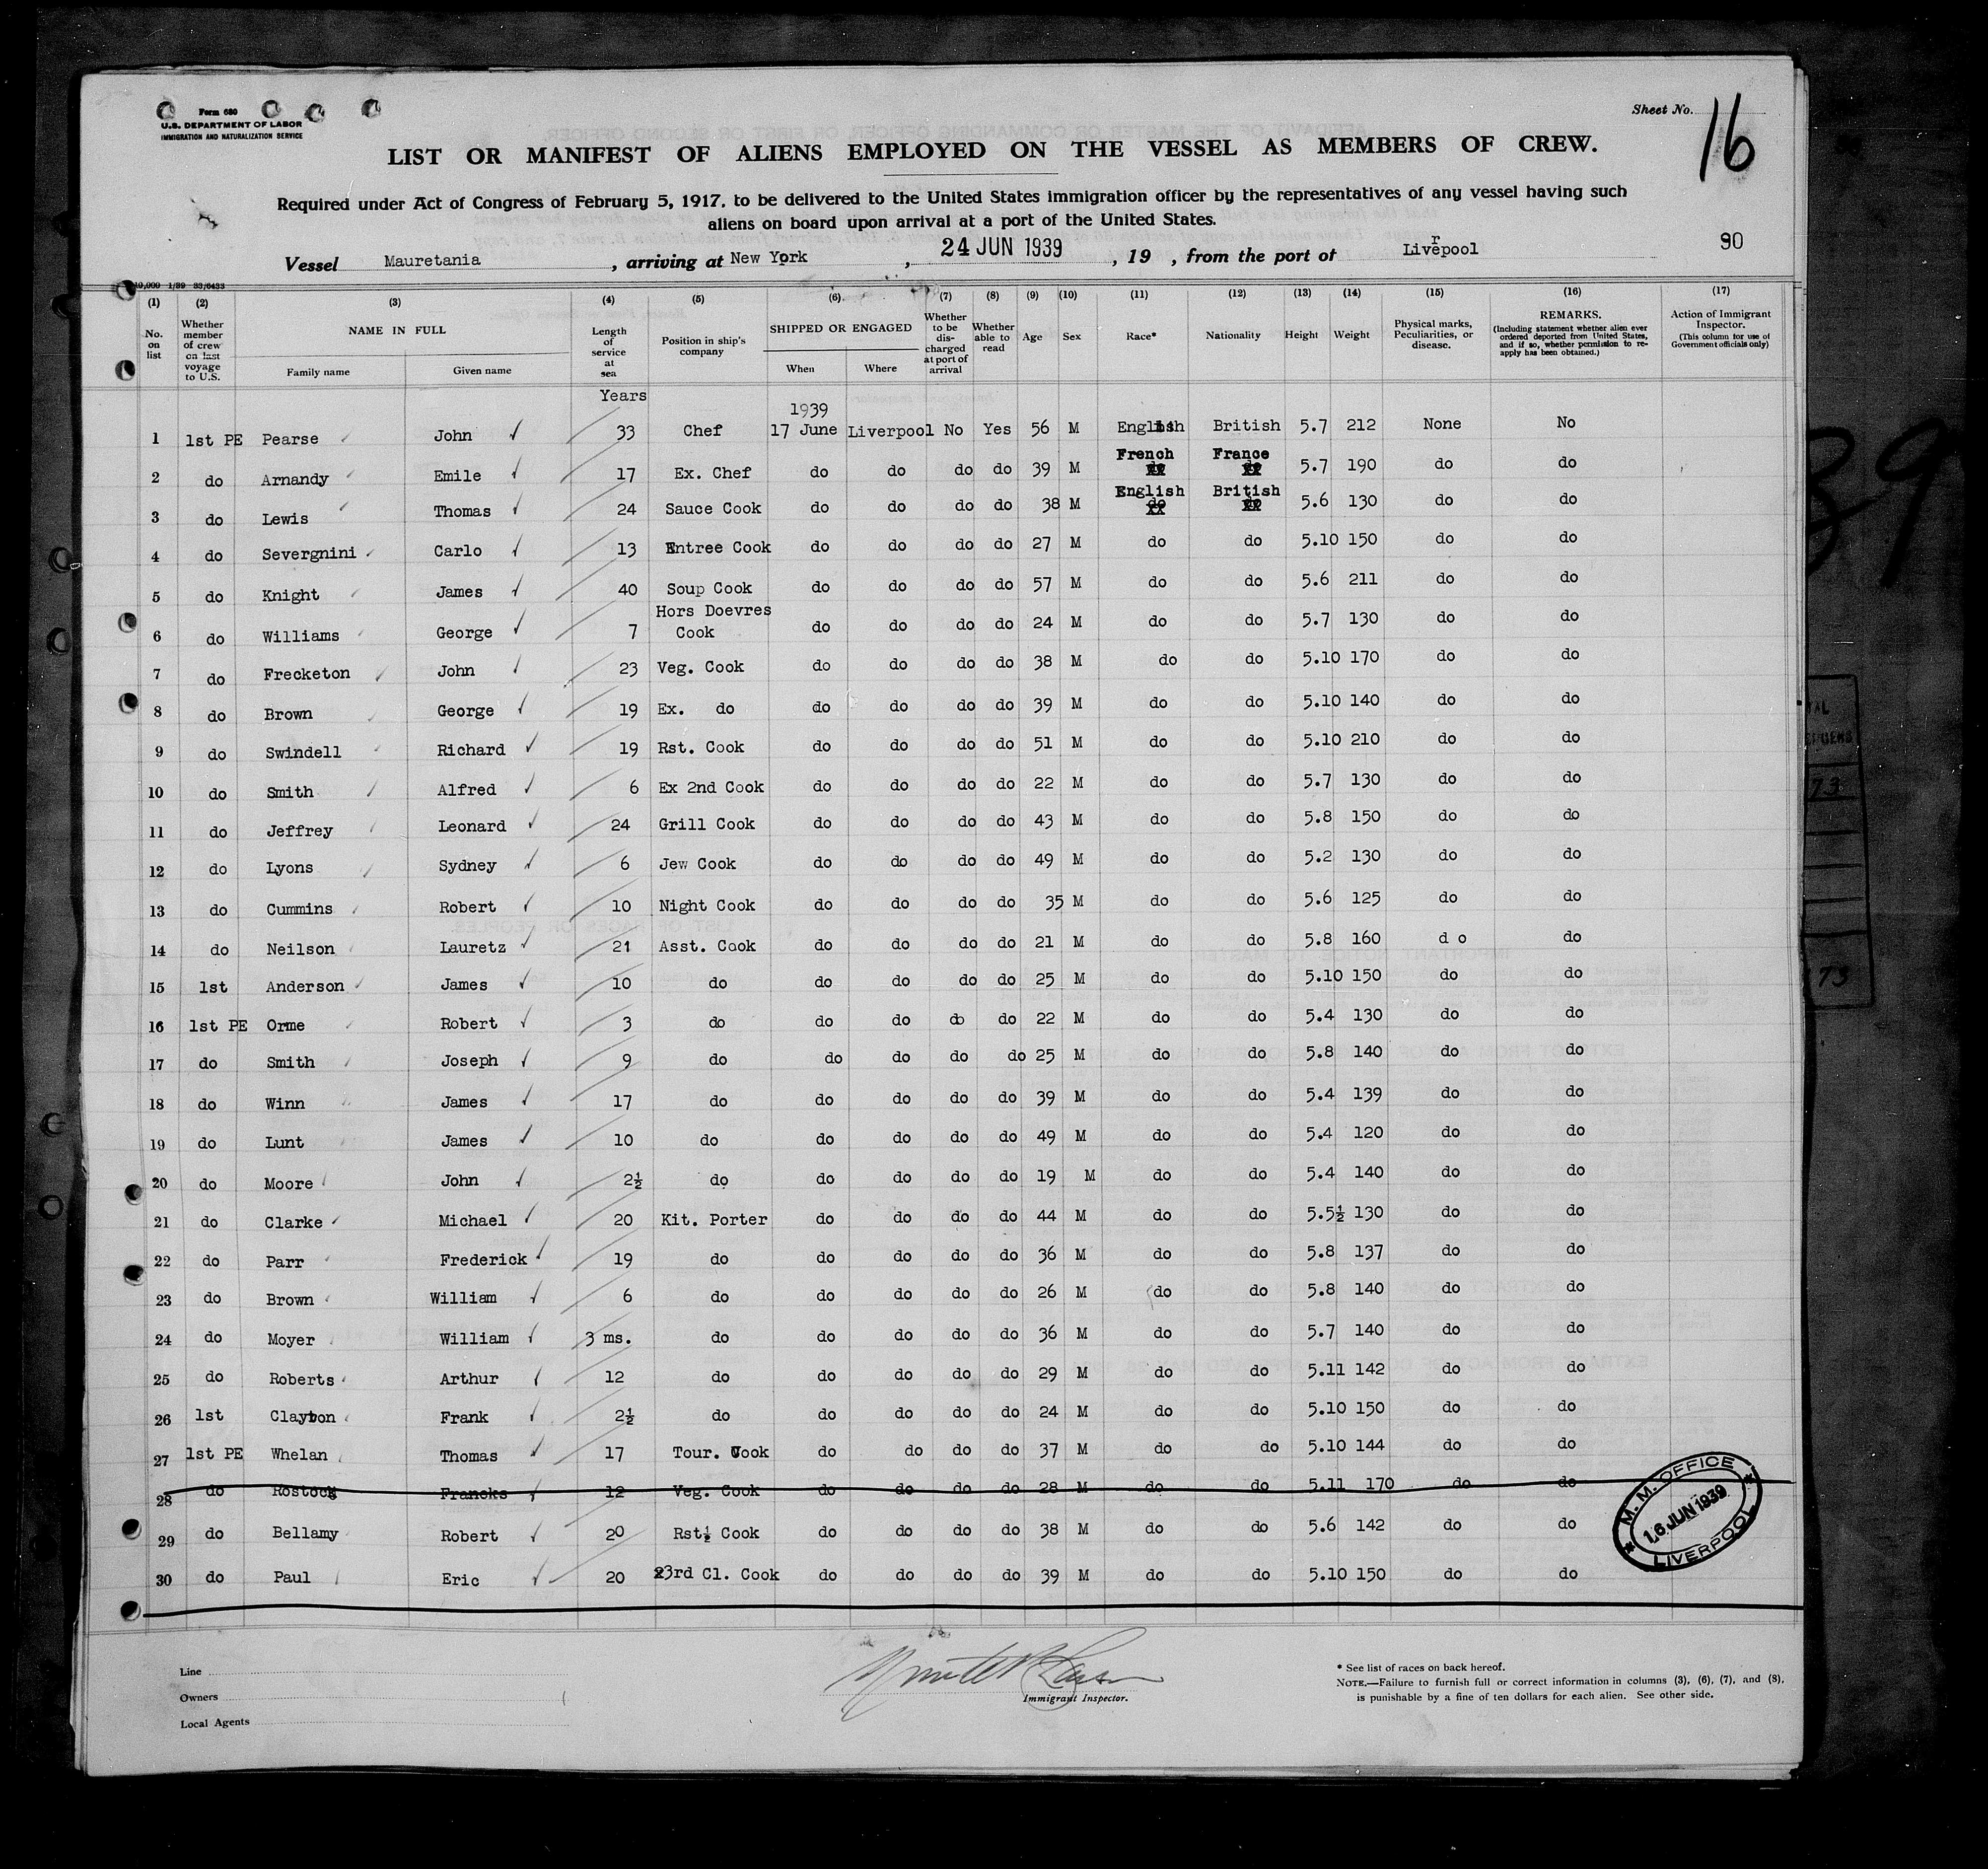 Form 680
U.S. DEPARTMENT OF LABOR
IMMIGRATION AND NATURALIZATION SERVICE
Sheet No. 16
LIST OR MANIFEST OF ALIENS EMPLOYED ON THE VESSEL AS MEMBERS OF CREW.
Required under Act of Congress of February 5, 1917, to be delivered to the United States immigration officer by the representatives of any vessel having such
aliens on board upon arrival at a port of the United States.
Vessel Mauretania, arriving at New York, 24 JUN 1939, 19 , from the port of Liverpool 90
10,000 1/39 33/6433
(1) (2) (3) (4) (5) (6) (7) (8) (9) (10) (11) (12) (13) (14) (15) (16) (17)
No. on list
Whether member of crew on last voyage to U.S.
NAME IN FULL
Family name Given name
Length of service at sea
Position in ship's company
SHIPPED OR ENGAGED
When Where
Whether to be discharged at port of arrival
Whether able to read
Age Sex Race* Nationality Height Weight
Physical marks, Peculiarities, or disease.
REMARKS.
(Including statement whether alien ever ordered deported from United States, and if so, whether permission to reapply has been obtained.)
Action of Immigrant Inspector.
(This column for use of Government officials only)
Years
1939
1 1st PE Pearse John 33 Chef 17 June Liverpool No Yes 56 M English British 5.7 212 None No
2 do Arnandy Emile 17 Ex. Chef do do do do 39 M French France 5.7 190 do do
3 do Lewis Thomas 24 Sauce Cook do do do do 38 M English British 5.6 130 do do
4 do Severgnini Carlo 13 Entree Cook do do do do 27 M do do 5.10 150 do do
5 do Knight James 40 Soup Cook do do do do 57 M do do 5.6 211 do do
6 do Williams George 7 Hors Doevres Cook do do do do 24 M do do 5.7 130 do do
7 do Frecketon John 23 Veg. Cook do do do do 38 M do do 5.10 170 do do
8 do Brown George 19 Ex. do do do do do 39 M do do 5.10 140 do do
9 do Swindell Richard 19 Rst. Cook do do do do 51 M do do 5.10 210 do do
10 do Smith Alfred 6 Ex 2nd Cook do do do do 22 M do do 5.7 130 do do
11 do Jeffrey Leonard 24 Grill Cook do do do do 43 M do do 5.8 150 do do
12 do Lyons Sydney 6 Jew Cook do do do do 49 M do do 5.2 130 do do
13 do Cummins Robert 10 Night Cook do do do do 35 M do do 5.6 125 do do
14 do Neilson Lauretz 21 Asst. Cook do do do do 21 M do do 5.8 160 d o do
15 1st Anderson James 10 do do do do do 25 M do do 5.10 150 do do
16 1st PE Orme Robert 3 do do do do do 22 M do do 5.4 130 do do
17 do Smith Joseph 9 do do do do do 25 M do do 5.8 140 do do
18 do Winn James 17 do do do do do 39 M do do 5.4 139 do do
19 do Lunt James 10 do do do do do 49 M do do 5.4 120 do do
20 do Moore John 2½ do do do do do 19 M do do 5.4 140 do do
21 do Clarke Michael 20 Kit. Porter do do do do 44 M do do 5.5½ 130 do do
22 do Parr Frederick 19 do do do do do 36 M do do 5.8 137 do do
23 do Brown William 6 do do do do do 26 M do do 5.8 140 do do
24 do Moyer William 3 ms. do do do do do 36 M do do 5.7 140 do do
25 do Roberts Arthur 12 do do do do do 29 M do do 5.11 142 do do
26 1st Clayton Frank 2½ do do do do do 24 M do do 5.10 150 do do
27 1st PE Whelan Thomas 17 Tour. Cook do do do do 37 M do do 5.10 144 do do
28 do Rostock Francks 12 Veg. Cook do do do do 28 M do do 5.11 170 do do
29 do Bellamy Robert 20 Rst. Cook do do do do 38 M do do 5.6 142 do do
30 do Paul Eric 20 3rd Cl. Cook do do do do 39 M do do 5.10 150 do do
M. M. OFFICE
16 JUN 1939
LIVERPOOL
Line
Owners
Local Agents
Immigrant Inspector.
* See list of races on back hereof.
NOTE.—Failure to furnish full or correct information in columns (3), (6), (7), and (8),
is punishable by a fine of ten dollars for each alien. See other side.